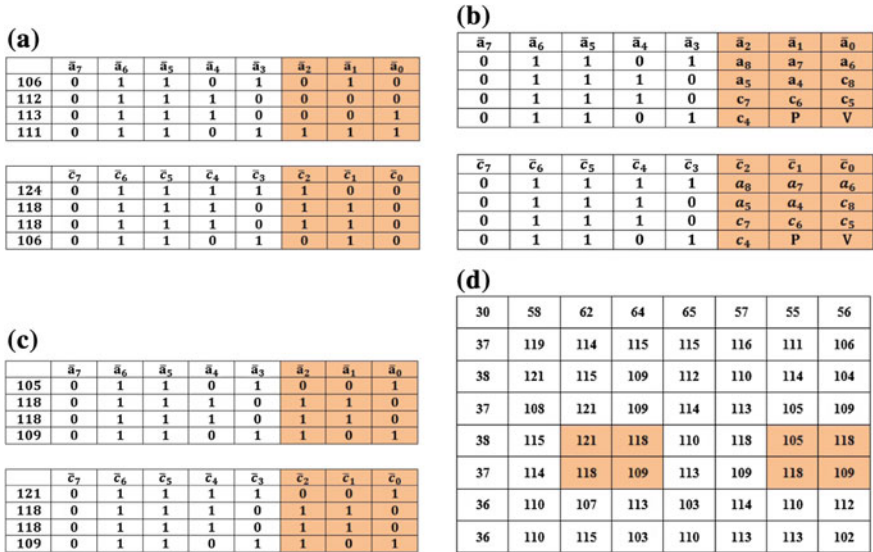 (a)
ā₇ ā₆ ā₅ ā₄ ā₃ ā₂ ā₁ ā₀
106 0 1 1 0 1 0 1 0
112 0 1 1 1 0 0 0 0
113 0 1 1 1 0 0 0 1
111 0 1 1 0 1 1 1 1
c̄₇ c̄₆ c̄₅ c̄₄ c̄₃ c̄₂ c̄₁ c̄₀
124 0 1 1 1 1 1 0 0
118 0 1 1 1 0 1 1 0
118 0 1 1 1 0 1 1 0
106 0 1 1 0 1 0 1 0
(b)
ā₇ ā₆ ā₅ ā₄ ā₃ ā₂ ā₁ ā₀
0 1 1 0 1 a₈ a₇ a₆
0 1 1 1 0 a₅ a₄ c₈
0 1 1 1 0 c₇ c₆ c₅
0 1 1 0 1 c₄ P V
c̄₇ c̄₆ c̄₅ c̄₄ c̄₃ c̄₂ c̄₁ c̄₀
0 1 1 1 1 a₈ a₇ a₆
0 1 1 1 0 a₅ a₄ c₈
0 1 1 1 0 c₇ c₆ c₅
0 1 1 0 1 c₄ P V
(c)
ā₇ ā₆ ā₅ ā₄ ā₃ ā₂ ā₁ ā₀
105 0 1 1 0 1 0 0 1
118 0 1 1 1 0 1 1 0
118 0 1 1 1 0 1 1 0
109 0 1 1 0 1 1 0 1
c̄₇ c̄₆ c̄₅ c̄₄ c̄₃ c̄₂ c̄₁ c̄₀
121 0 1 1 1 1 0 0 1
118 0 1 1 1 0 1 1 0
118 0 1 1 1 0 1 1 0
109 0 1 1 0 1 1 0 1
(d)
30 58 62 64 65 57 55 56
37 119 114 115 115 116 111 106
38 121 115 109 112 110 114 104
37 108 121 109 114 113 105 109
38 115 121 118 110 118 105 118
37 114 118 109 113 109 118 109
36 110 107 113 103 114 110 112
36 110 115 103 110 113 113 102